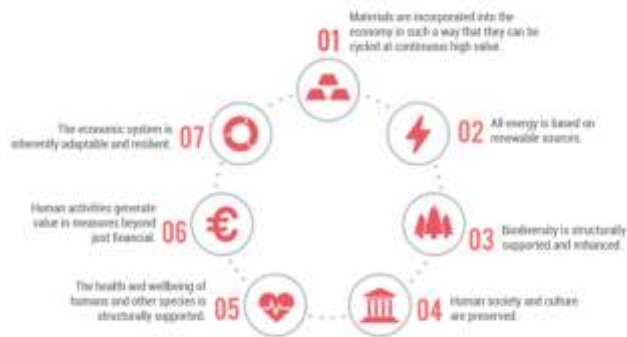 01
Materials are incorporated into the
economy in such a way that they can be
cycled at continuous high value.
02
All energy is based on
renewable sources.
03
Biodiversity is structurally
supported and enhanced.
04
Human society and culture
are preserved.
05
The health and wellbeing of
humans and other species is
structurally supported.
06
Human activities generate
value in measures beyond
just financial.
07
The economic system is
inherently adaptable and resilient.